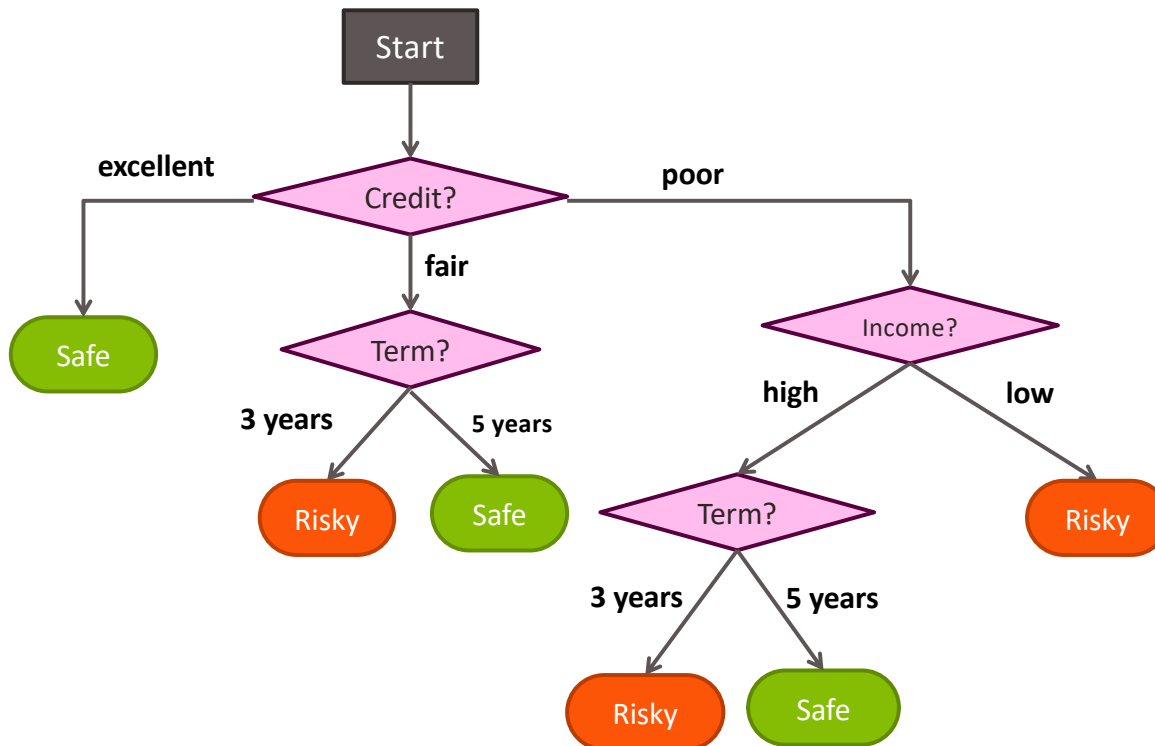 Start
excellent
Credit?
poor
fair
Safe
Term?
Income?
3 years
5 years
high
low
Risky
Safe
Term?
Risky
3 years
5 years
Risky
Safe